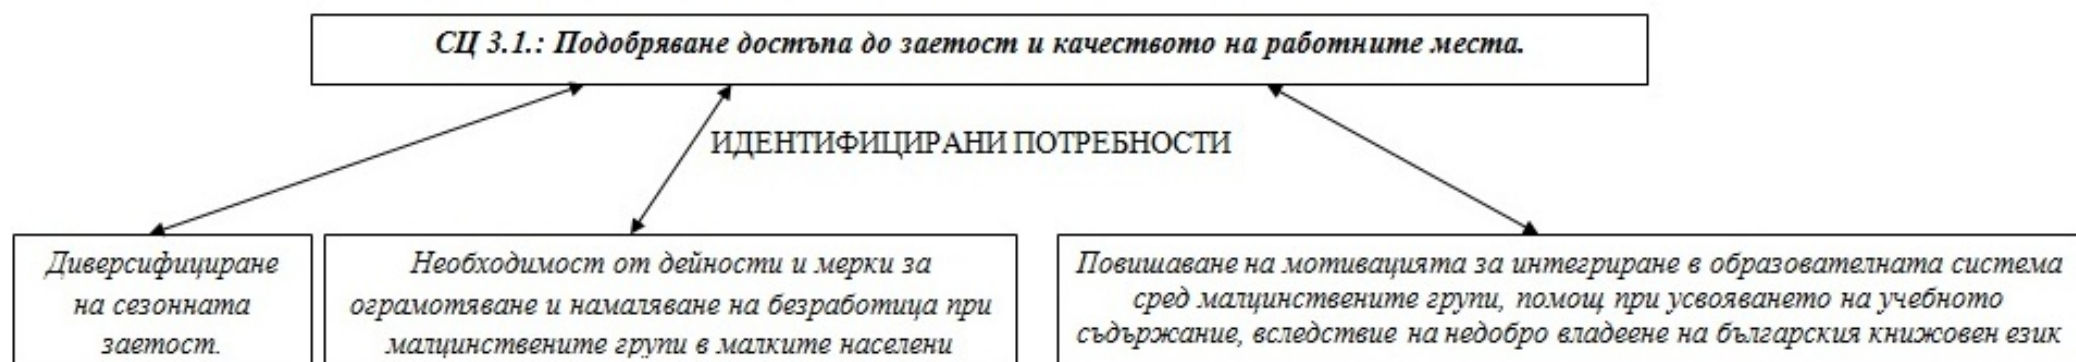 СЦ 3.1.: Подобряване достъпа до заетост и качеството на работните места.
ИДЕНТИФИЦИРАНИ ПОТРЕБНОСТИ
Диверсифициране
на сезонната
заетост.
Необходимост от дейности и мерки за
ограмотяване и намаляване на безработица при
малцинствените групи в малките населени
Повишаване на мотивацията за интегриране в образователната система
сред малцинствените групи, помощ при усвояването на учебното
съдържание, вследствие на недобро владеене на българския книжовен език